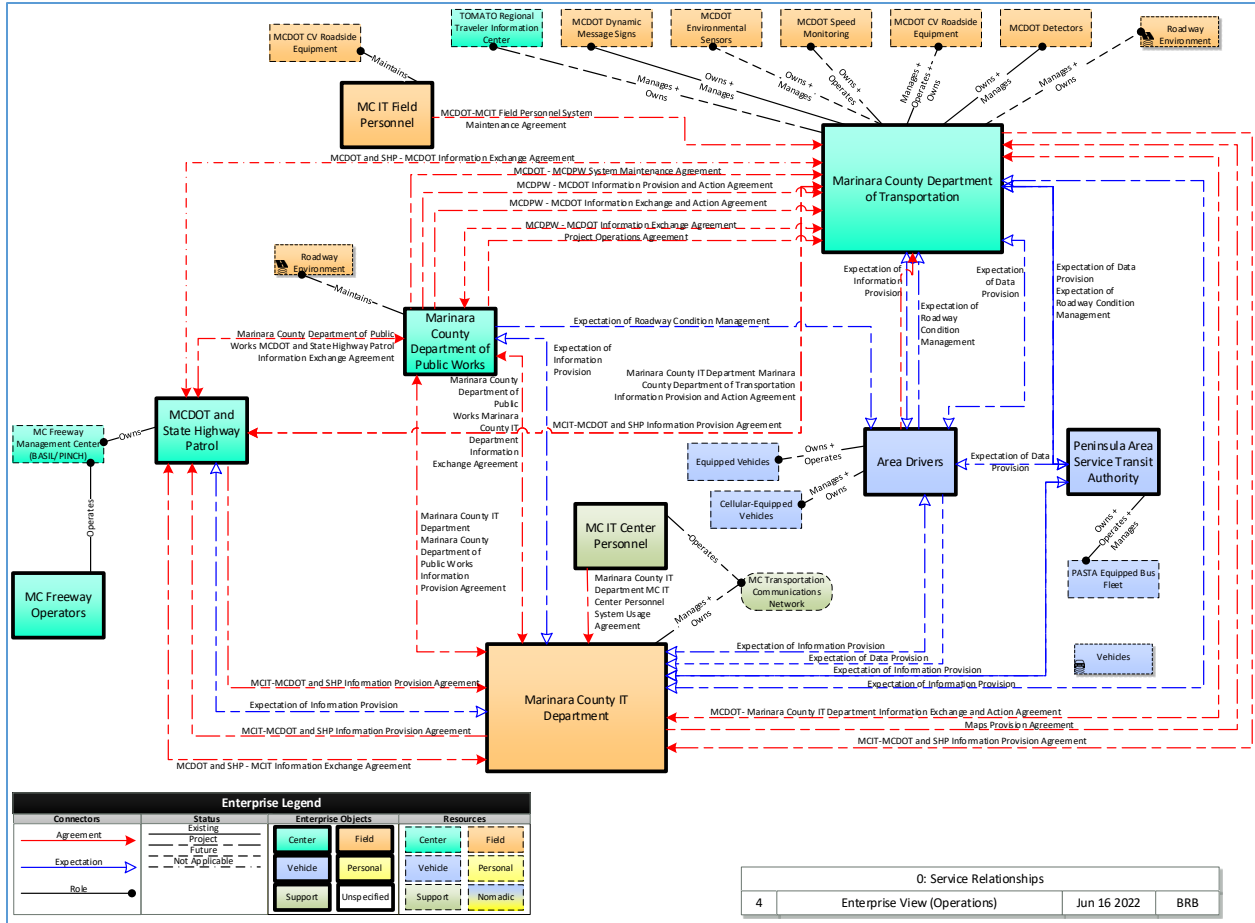 MCDOT CV Roadside
Equipment
TOMATO Regional
Traveler Information
Center
MCDOT Dynamic
Message Signs
MCDOT
Environmental
Sensors
MCDOT Speed
Monitoring
MCDOT CV Roadside
Equipment
MCDOT Detectors
Roadway
Environment
Maintains
Manages +
Owns
Owns +
Manages
Owns +
Manages
Owns +
Operates
Manages +
Operates +
Owns
Owns +
Manages
Manages +
Owns
MC IT Field
Personnel
MCDOT-MCIT Field Personnel System
Maintenance Agreement
MCDOT and SHP - MCDOT Information Exchange Agreement
MCDOT - MCDPW System Maintenance Agreement
MCDPW - MCDOT Information Provision and Action Agreement
MCDPW - MCDOT Information Exchange and Action Agreement
MCDPW - MCDOT Information Exchange Agreement
Project Operations Agreement
Marinara County Department
of Transportation
Roadway
Environment
Maintains
Expectation of
Information
Provision
Expectation of
Roadway
Condition
Management
Expectation
of Data
Provision
Expectation of Data
Provision
Expectation of
Roadway Condition
Management
Marinara
County
Department of
Public Works
Expectation of Roadway Condition Management
Marinara County Department of Public
Works MCDOT and State Highway Patrol
Information Exchange Agreement
Expectation of
Information
Provision
Marinara County
Department of
Public
Works Marinara
County IT
Department
Information
Exchange Agreement
Marinara County IT Department Marinara
County Department of Transportation
Information Provision and Action Agreement
MCIT-MCDOT and SHP Information Provision Agreement
MCDOT and
State Highway
Patrol
MC Freeway
Management Center
(BASIL/PINCH)
Owns
Operates
MC Freeway
Operators
Equipped Vehicles
Owns +
Operates
Cellular-Equipped
Vehicles
Manages +
Owns
Area Drivers
Expectation of Data
Provision
Peninsula Area
Service Transit
Authority
Owns +
Operates +
Manages
PASTA Equipped Bus
Fleet
Vehicles
Marinara County IT
Department
Marinara County
Department of
Public Works
Information
Provision Agreement
MC IT Center
Personnel
Operates
Marinara County IT
Department MC IT
Center Personnel
System Usage
Agreement
MC Transportation
Communications
Network
Manages +
Owns
Expectation of Information Provision
Expectation of Data Provision
Expectation of Information Provision
Expectation of Information Provision
Marinara County IT
Department
MCIT-MCDOT and SHP Information Provision Agreement
Expectation of Information Provision
MCIT-MCDOT and SHP Information Provision Agreement
MCDOT and SHP - MCIT Information Exchange Agreement
MCDOT- Marinara County IT Department Information Exchange and Action Agreement
Maps Provision Agreement
MCIT-MCDOT and SHP Information Provision Agreement
Enterprise Legend
Connectors
Status
Enterprise Objects
Resources
Agreement
Expectation
Role
Existing
Project
Future
Not Applicable
Center
Field
Vehicle
Personal
Support
Unspecified
Center
Field
Vehicle
Personal
Support
Nomadic
0: Service Relationships
4
Enterprise View (Operations)
Jun 16 2022
BRB